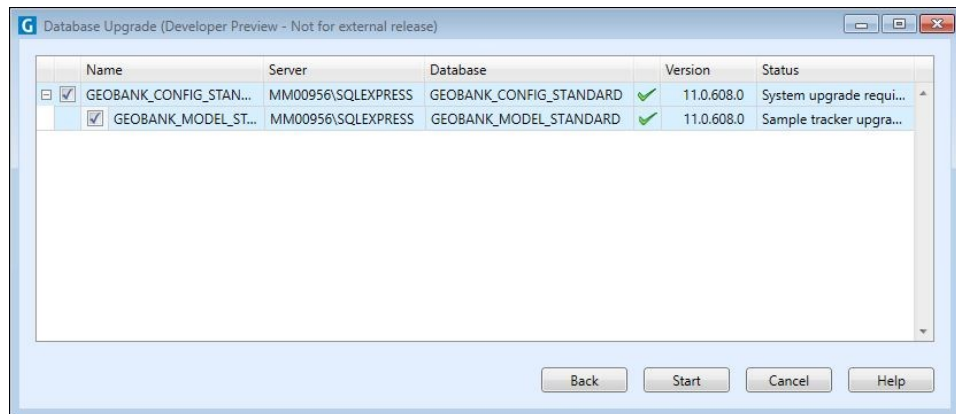 G Database Upgrade (Developer Preview - Not for external release)
Name Server Database Version Status
GEOBANK_CONFIG_STAN... MM00956\SQLEXPRESS GEOBANK_CONFIG_STANDARD 11.0.608.0 System upgrade requi...
GEOBANK_MODEL_ST... MM00956\SQLEXPRESS GEOBANK_MODEL_STANDARD 11.0.608.0 Sample tracker upgra...
Back Start Cancel Help